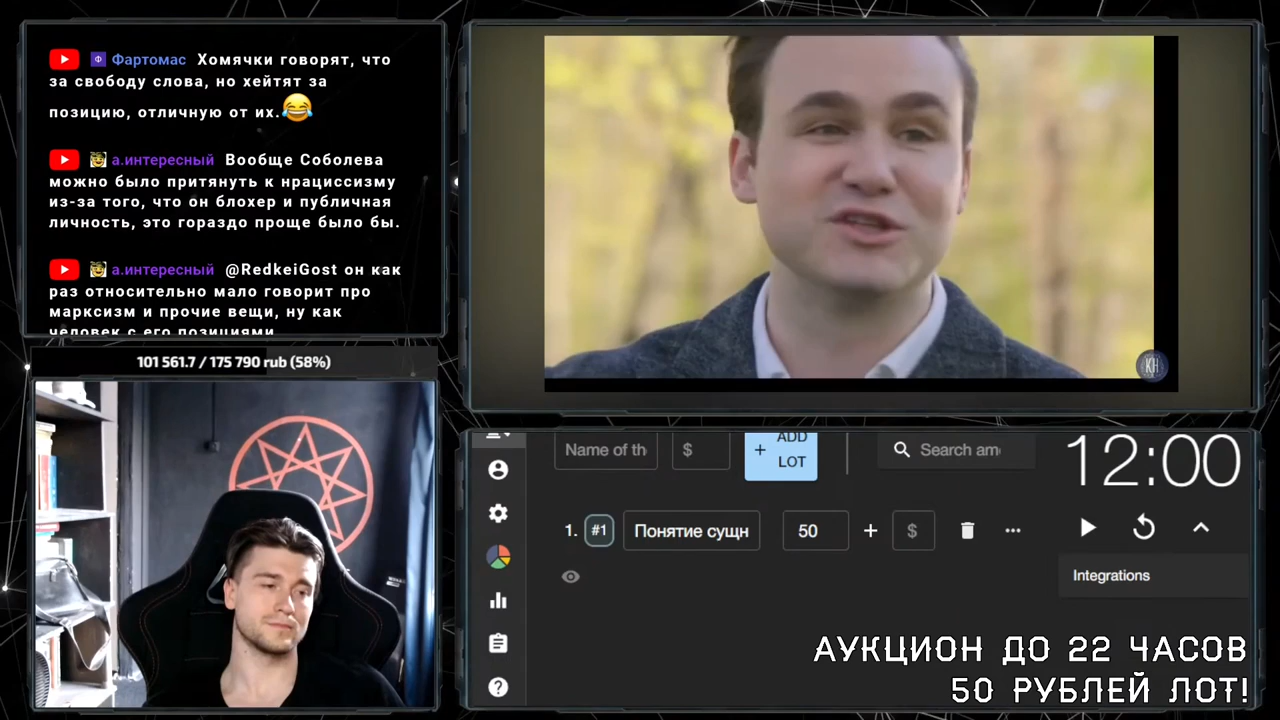 Фартомас Хомячки говорят, что
за свободу слова, но хейтят за
позицию, отличную от их.😂
а.интересный Вообще Соболева
можно было притянуть к нрациссизму
из-за того, что он блохер и публичная
личность, это гораздо проще было бы.
а.интересный @RedkeiGost он как
раз относительно мало говорит про
марксизм и прочие вещи, ну как
человек с его позициями
101 561.7 / 175 790 rub (58%)
КН
Name of th
$
+ ADD
LOT
Search am
12:00
1. #1 Понятие сущн 50 + $
Integrations
АУКЦИОН ДО 22 ЧАСОВ
50 РУБЛЕЙ ЛОТ!